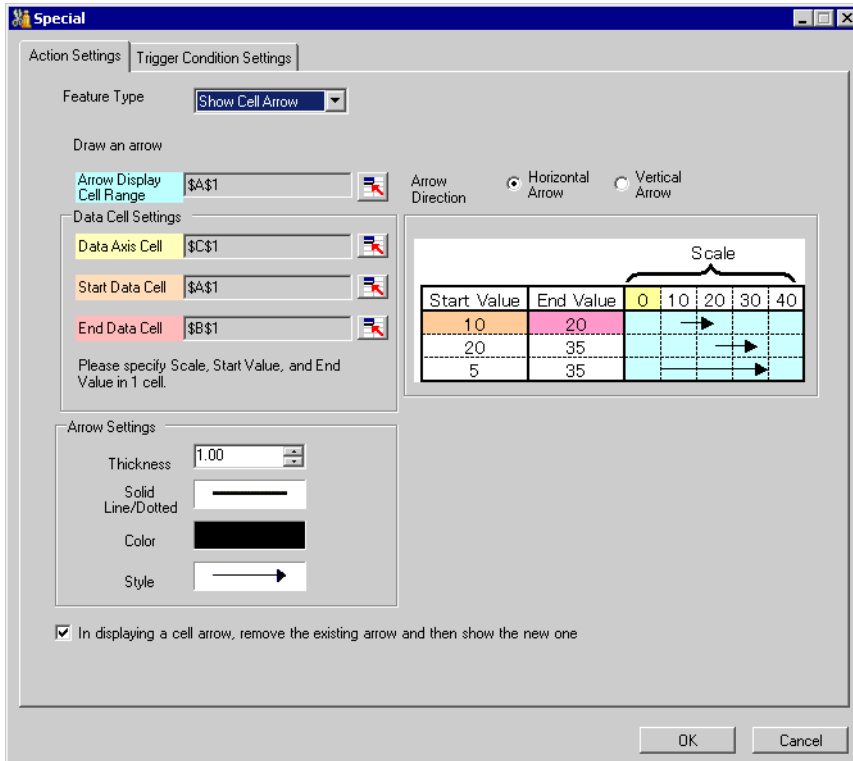 Special
Action Settings
Trigger Condition Settings
Feature Type
Show Cell Arrow
Draw an arrow
Arrow Display
Cell Range
$A$1
Arrow
Direction
Horizontal
Arrow
Vertical
Arrow
Data Cell Settings
Data Axis Cell
$C$1
Start Data Cell
$A$1
End Data Cell
$B$1
Please specify Scale, Start Value, and End
Value in 1 cell.
Scale
Start Value End Value 0 10 20 30 40
10 20
20 35
5 35
Arrow Settings
Thickness
1.00
Solid
Line/Dotted
Color
Style
In displaying a cell arrow, remove the existing arrow and then show the new one
OK
Cancel